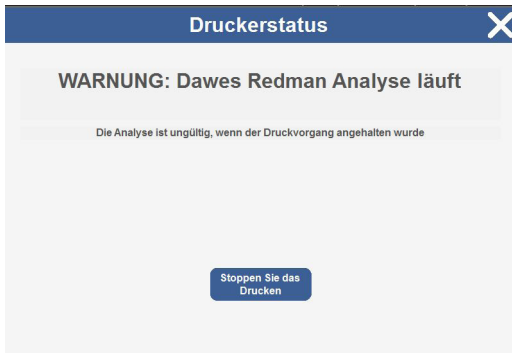 Druckerstatus
WARNUNG: Dawes Redman Analyse läuft
Die Analyse ist ungültig, wenn der Druckvorgang angehalten wurde
Stoppen Sie das
Drucken